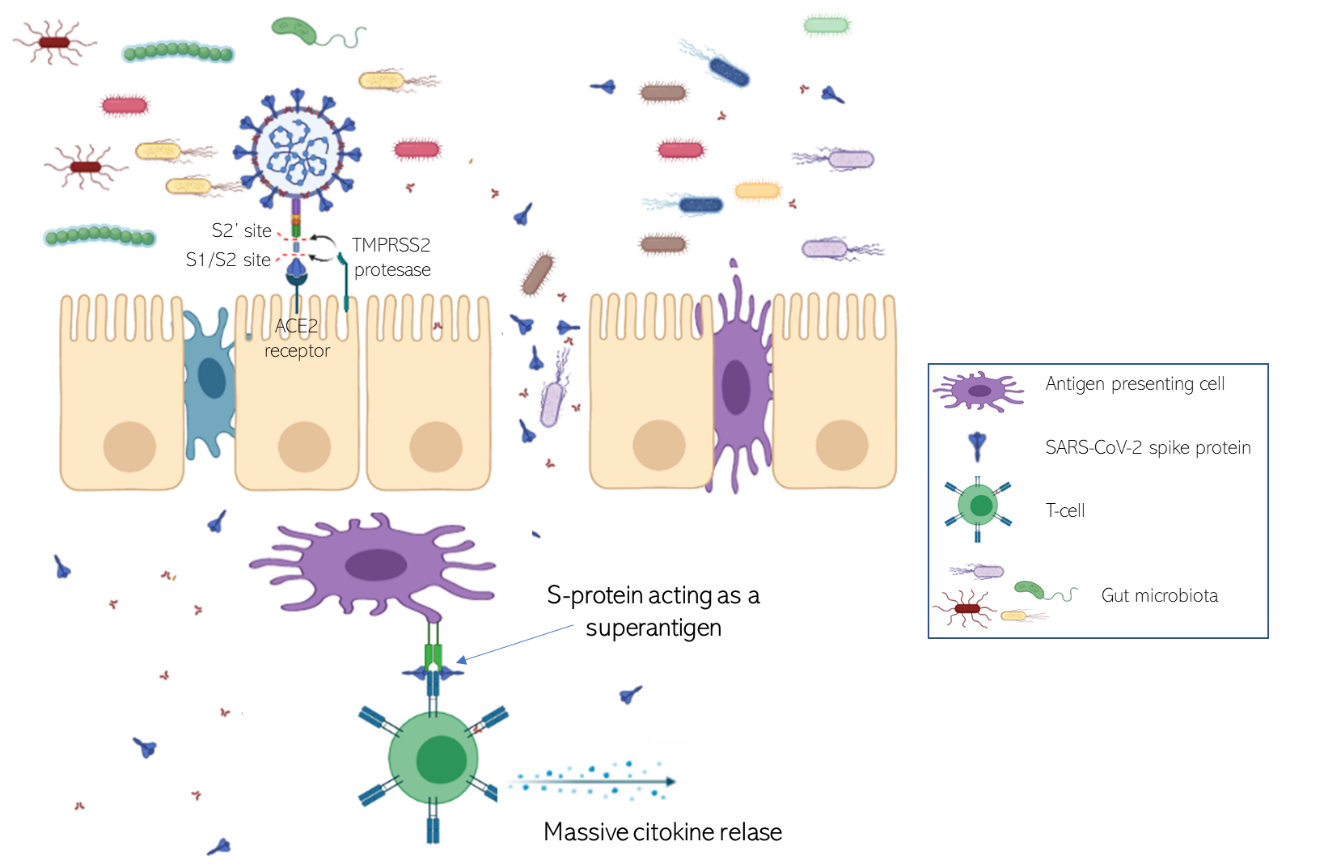 S2’ site
S1/S2 site
TMPRSS2
protesase
ACE2
receptor
Antigen presenting cell
SARS-CoV-2 spike protein
T-cell
Gut microbiota
S-protein acting as a
superantigen
Massive citokine relase